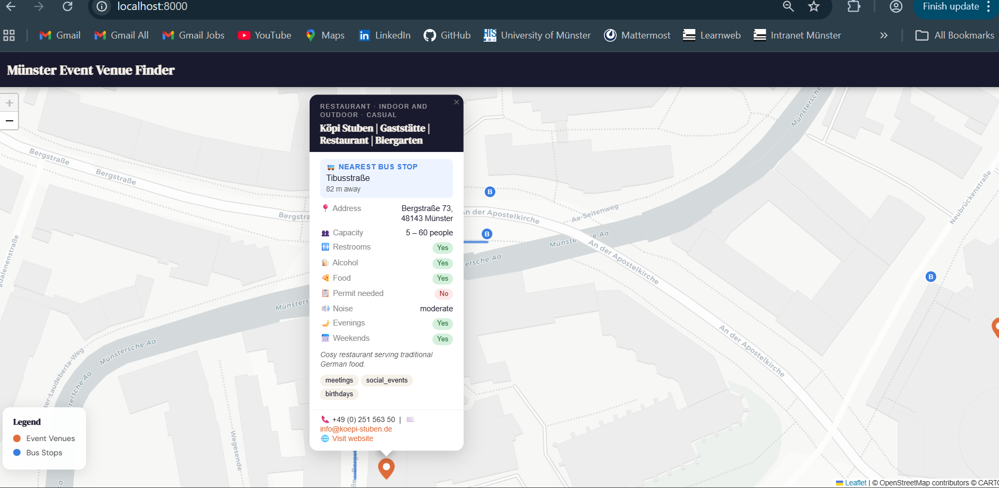 localhost:8000
Finish update
Gmail
Gmail All
Gmail Jobs
YouTube
Maps
LinkedIn
GitHub
University of Münster
Mattermost
Learnweb
Intranet Münster
»
All Bookmarks
Münster Event Venue Finder
+
−
RESTAURANT · INDOOR AND
OUTDOOR · CASUAL
×
Köpi Stuben | Gaststätte |
Restaurant | Biergarten
NEAREST BUS STOP
Tibusstraße
82 m away
Address
Bergstraße 73,
48143 Münster
Capacity
5 – 60 people
Restrooms
Yes
Alcohol
Yes
Food
Yes
Permit needed
No
Noise
moderate
Evenings
Yes
Weekends
Yes
Cosy restaurant serving traditional
German food.
meetings
social_events
birthdays
+49 (0) 251 563 50 |
info@koepi-stuben.de
Visit website
Bergstraße
Bergstraße
Bergstra
An der Apostelkirche
Aa-Seitenweg
Münstersche Aa
An der Apostelkirche
An der Apostelkirche
Neubrückenstraße
Münstersche
tersche Aa
Münsters
Münstersche Aa
tersche Aa
ter-Laudeberta-Weg
gdalenenstraße
Wegesende
B
B
B
Legend
Event Venues
Bus Stops
Leaflet | © OpenStreetMap contributors © CARTO